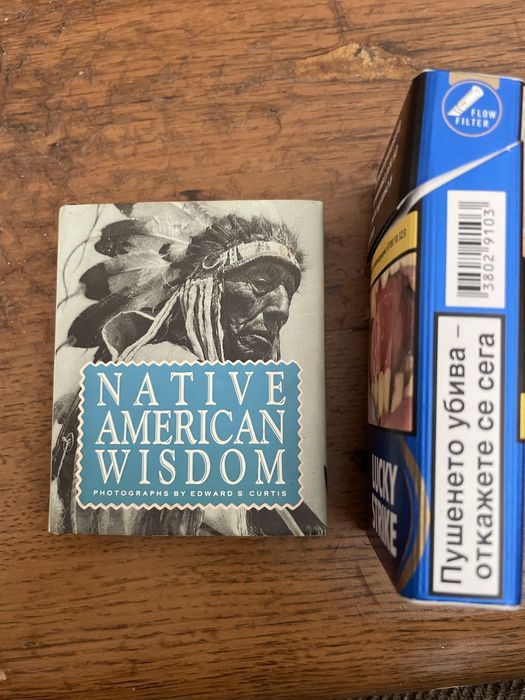 NATIVE
AMERICAN
WISDOM
PHOTOGRAPHS BY EDWARD S. CURTIS
FLOW
FILTER
3802 9103
Пушенето убива –
откажете се сега
LUCKY
STRIKE